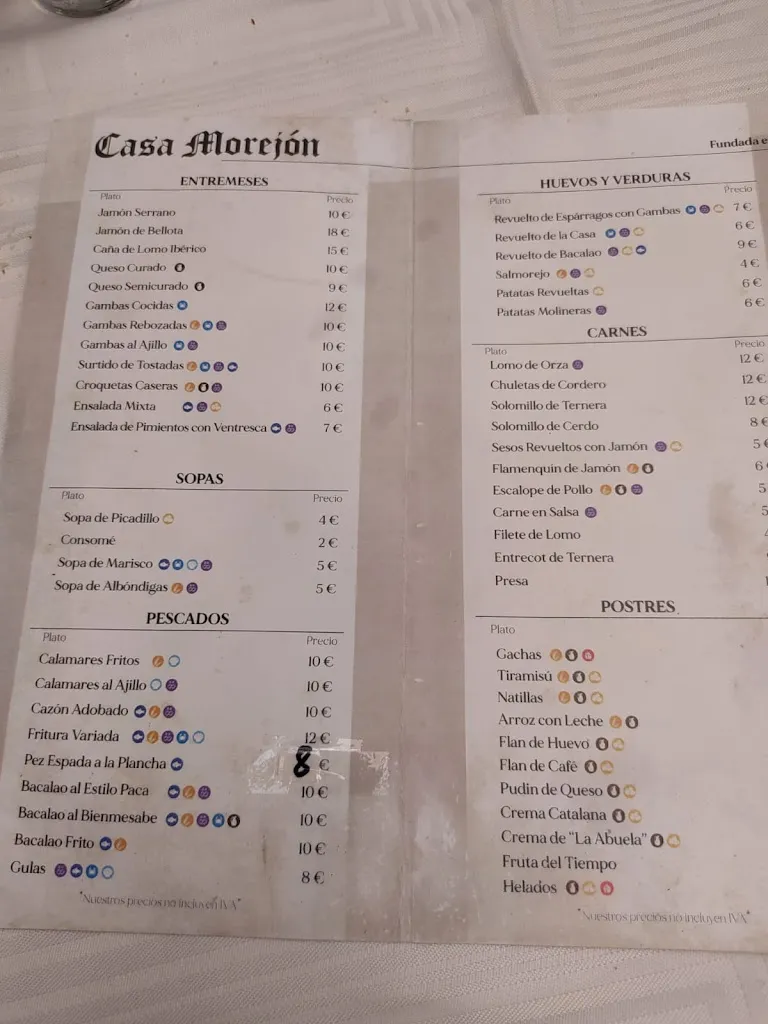 Casa Morejón
ENTREMESES
Plato Precio
Jamón Serrano 10 €
Jamón de Bellota 18 €
Caña de Lomo Ibérico 15 €
Queso Curado 10 €
Queso Semicurado 9 €
Gambas Cocidas 12 €
Gambas Rebozadas 10 €
Gambas al Ajillo 10 €
Surtido de Tostadas 10 €
Croquetas Caseras 10 €
Ensalada Mixta 6 €
Ensalada de Pimientos con Ventresca 7 €
SOPAS
Plato Precio
Sopa de Picadillo 4 €
Consomé 2 €
Sopa de Marisco 5 €
Sopa de Albóndigas 5 €
PESCADOS
Plato Precio
Calamares Fritos 10 €
Calamares al Ajillo 10 €
Cazón Adobado 10 €
Fritura Variada 12 €
Pez Espada a la Plancha 8 €
Bacalao al Estilo Paca 10 €
Bacalao al Bienmesabe 10 €
Bacalao Frito 10 €
Gulas 8 €
*Nuestros precios no incluyen IVA*
Fundada e
HUEVOS Y VERDURAS
Plato Precio
Revuelto de Espárragos con Gambas 7 €
Revuelto de la Casa 6 €
Revuelto de Bacalao 9 €
Salmorejo 4 €
Patatas Revueltas 6 €
Patatas Molineras 6 €
CARNES
Plato Precio
Lomo de Orza 12 €
Chuletas de Cordero 12 €
Solomillo de Ternera 12 €
Solomillo de Cerdo 8 €
Sesos Revueltos con Jamón 5 €
Flamenquín de Jamón 6
Escalope de Pollo 5
Carne en Salsa 5
Filete de Lomo
Entrecot de Ternera
Presa
POSTRES
Plato
Gachas
Tiramisú
Natillas
Arroz con Leche
Flan de Huevo
Flan de Café
Pudin de Queso
Crema Catalana
Crema de "La Abuela"
Fruta del Tiempo
Helados
*Nuestros precios no incluyen IVA*